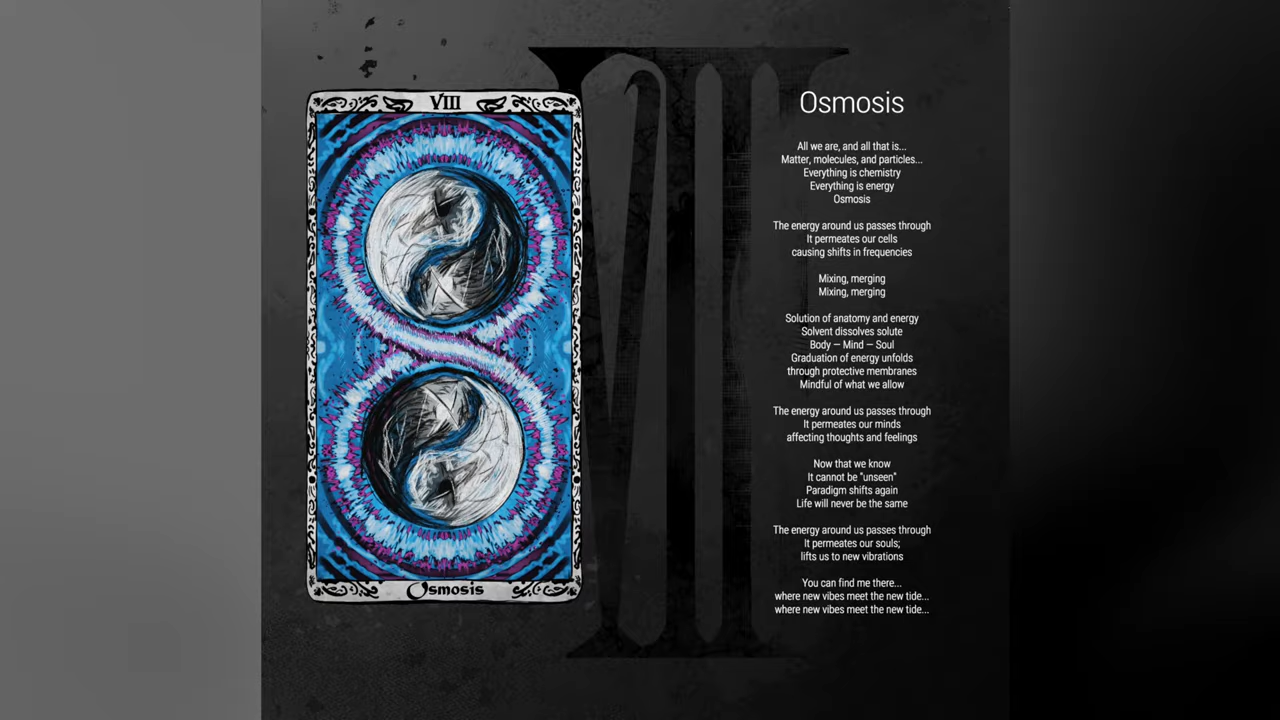 VIII
Osmosis
VIII
Osmosis
All we are, and all that is...
Matter, molecules, and particles...
Everything is chemistry
Everything is energy
Osmosis
The energy around us passes through
It permeates our cells
causing shifts in frequencies
Mixing, merging
Mixing, merging
Solution of anatomy and energy
Solvent dissolves solute
Body – Mind – Soul
Graduation of energy unfolds
through protective membranes
Mindful of what we allow
The energy around us passes through
It permeates our minds
affecting thoughts and feelings
Now that we know
It cannot be "unseen"
Paradigm shifts again
Life will never be the same
The energy around us passes through
It permeates our souls;
lifts us to new vibrations
You can find me there...
where new vibes meet the new tide...
where new vibes meet the new tide...